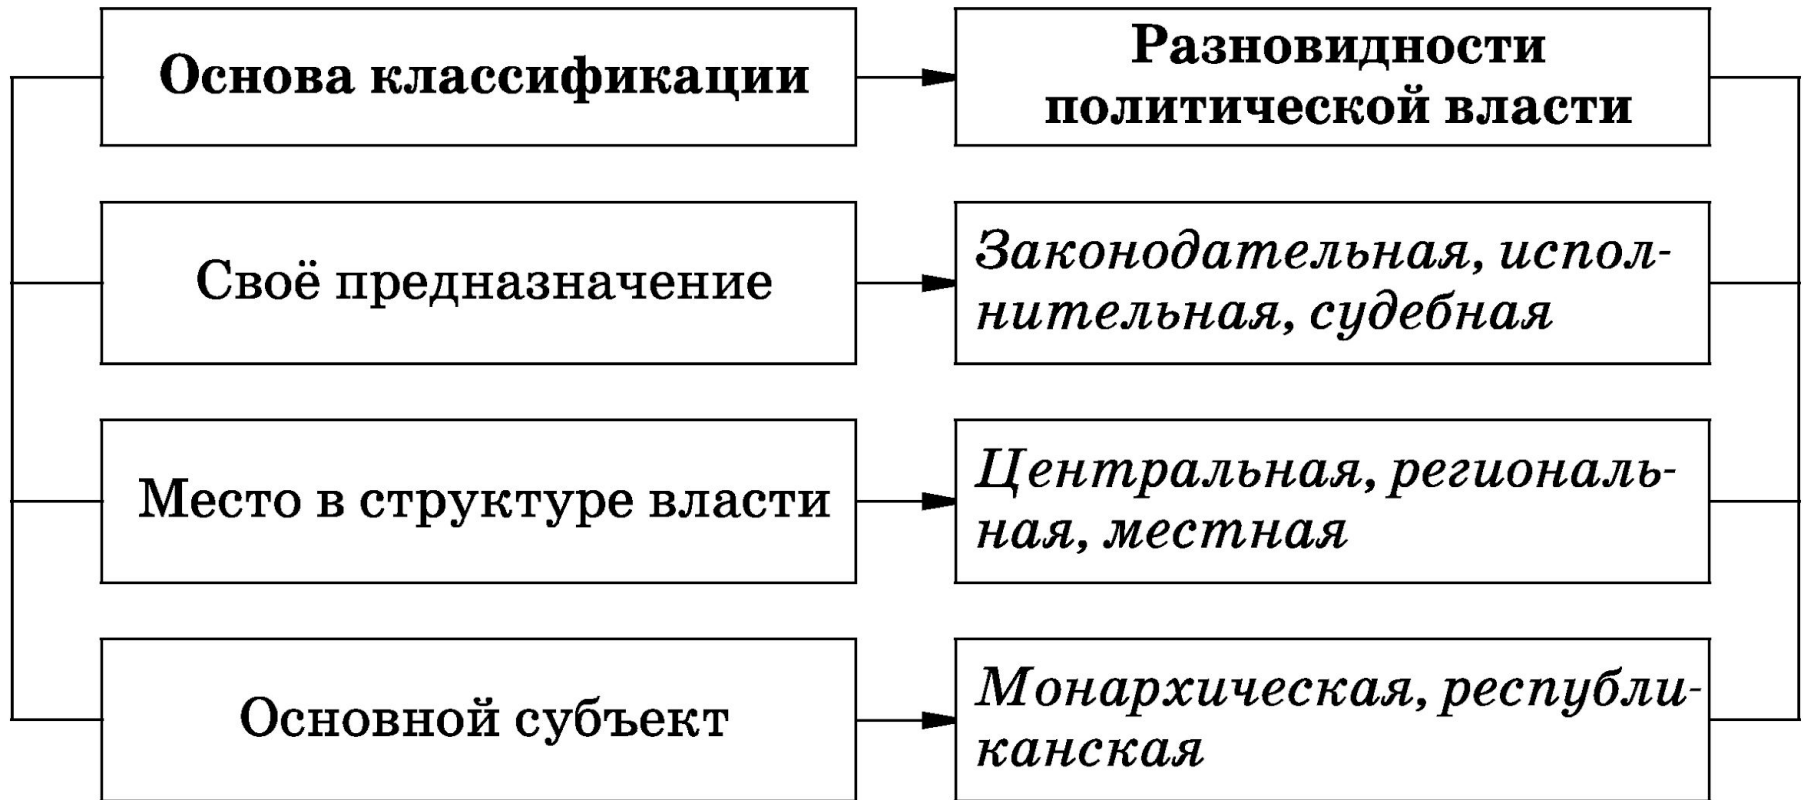 Основа классификации
Разновидности
политической власти
Своё предназначение
Законодательная, испол-
нительная, судебная
Место в структуре власти
Центральная, региональ-
ная, местная
Основной субъект
Монархическая, республи-
канская